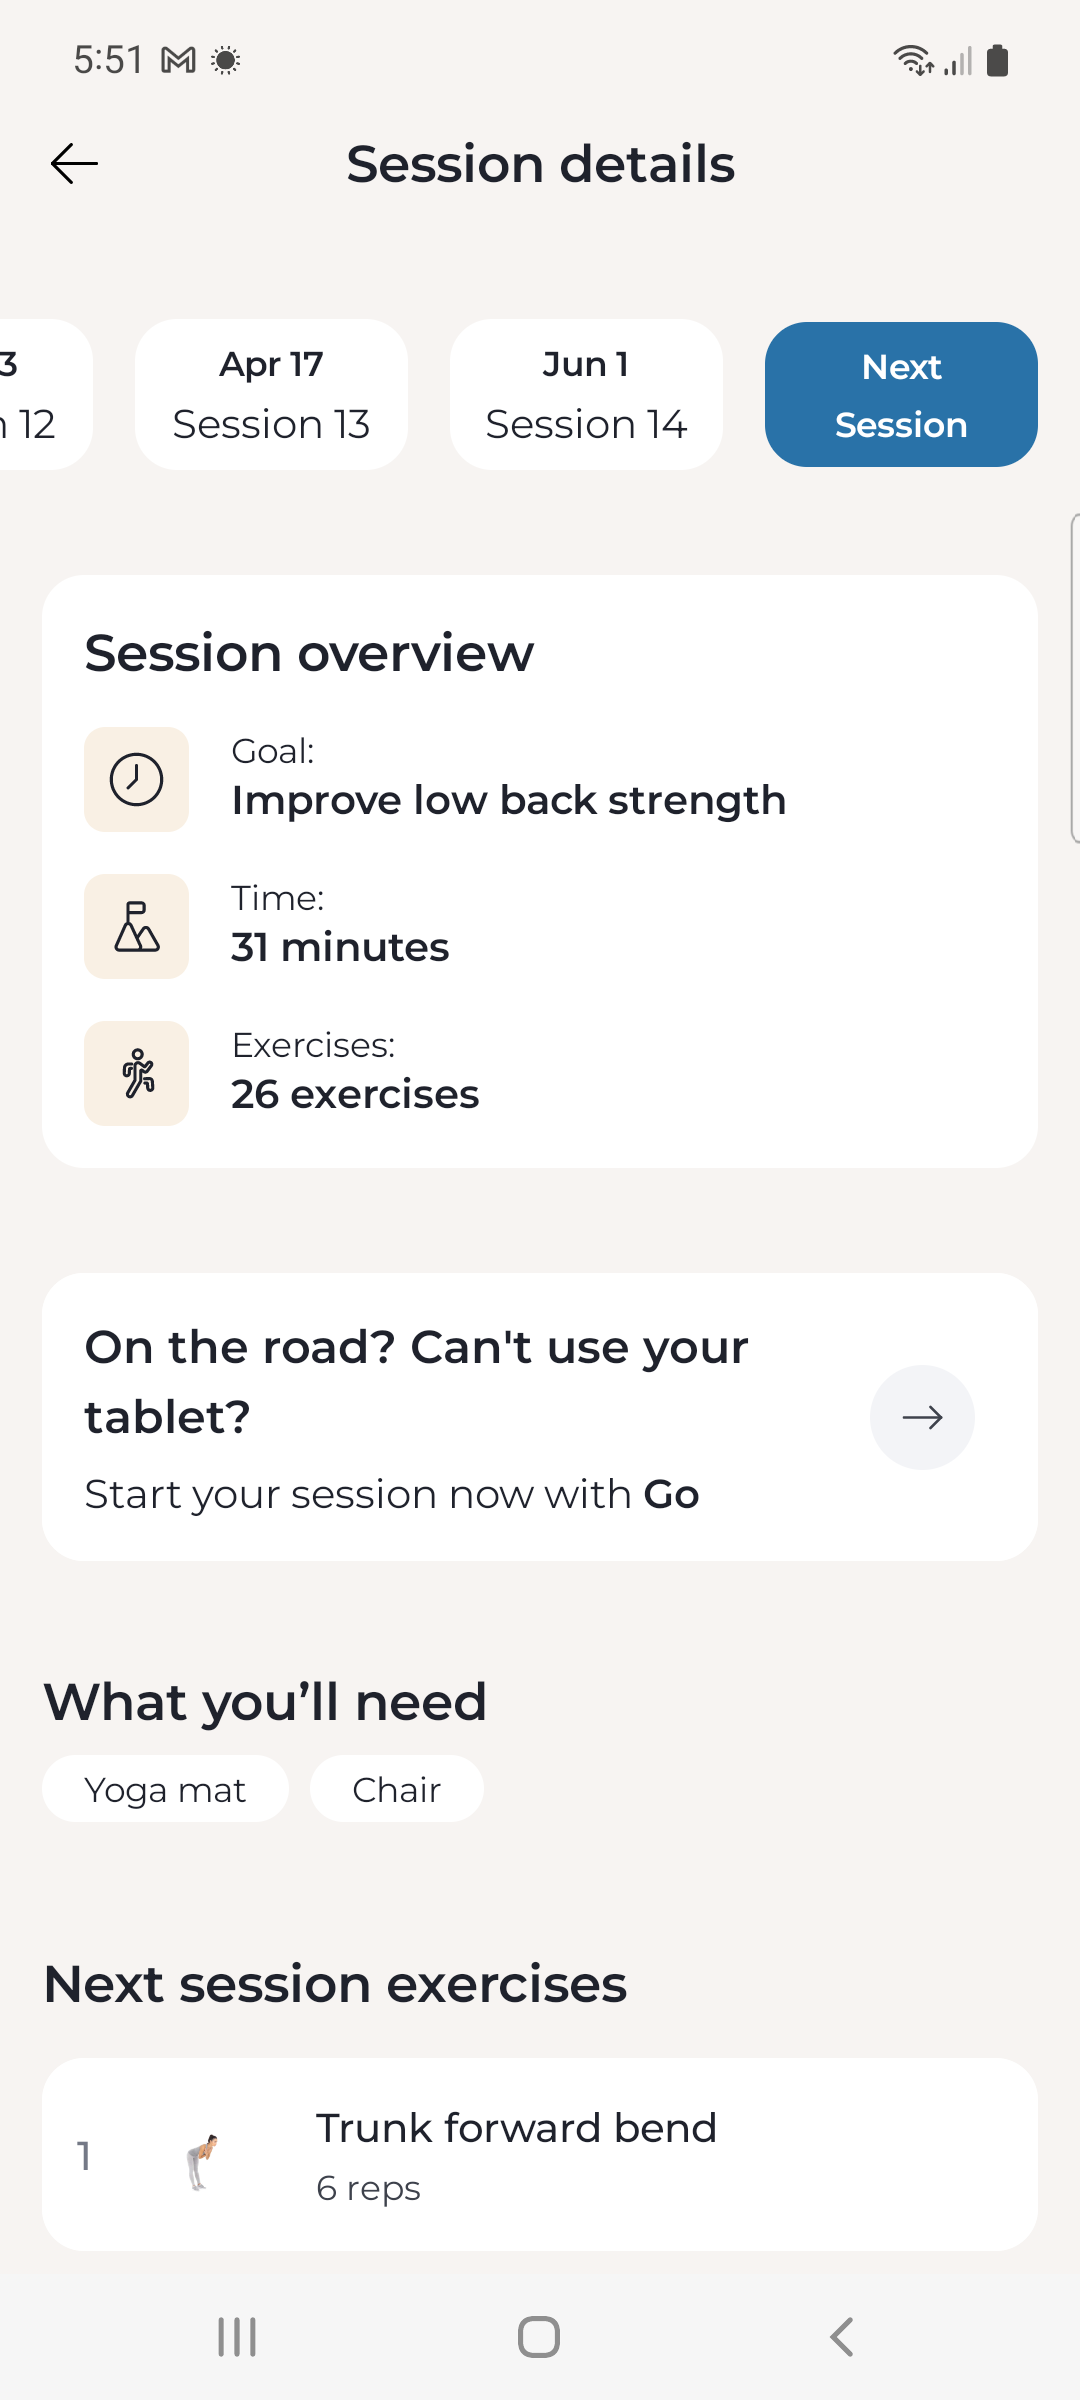 5:51
Session details
3
12
Apr 17
Session 13
Jun 1
Session 14
Next
Session
Session overview
Goal:
Improve low back strength
Time:
31 minutes
Exercises:
26 exercises
On the road? Can't use your
tablet?
Start your session now with Go
What you’ll need
Yoga mat
Chair
Next session exercises
1
Trunk forward bend
6 reps